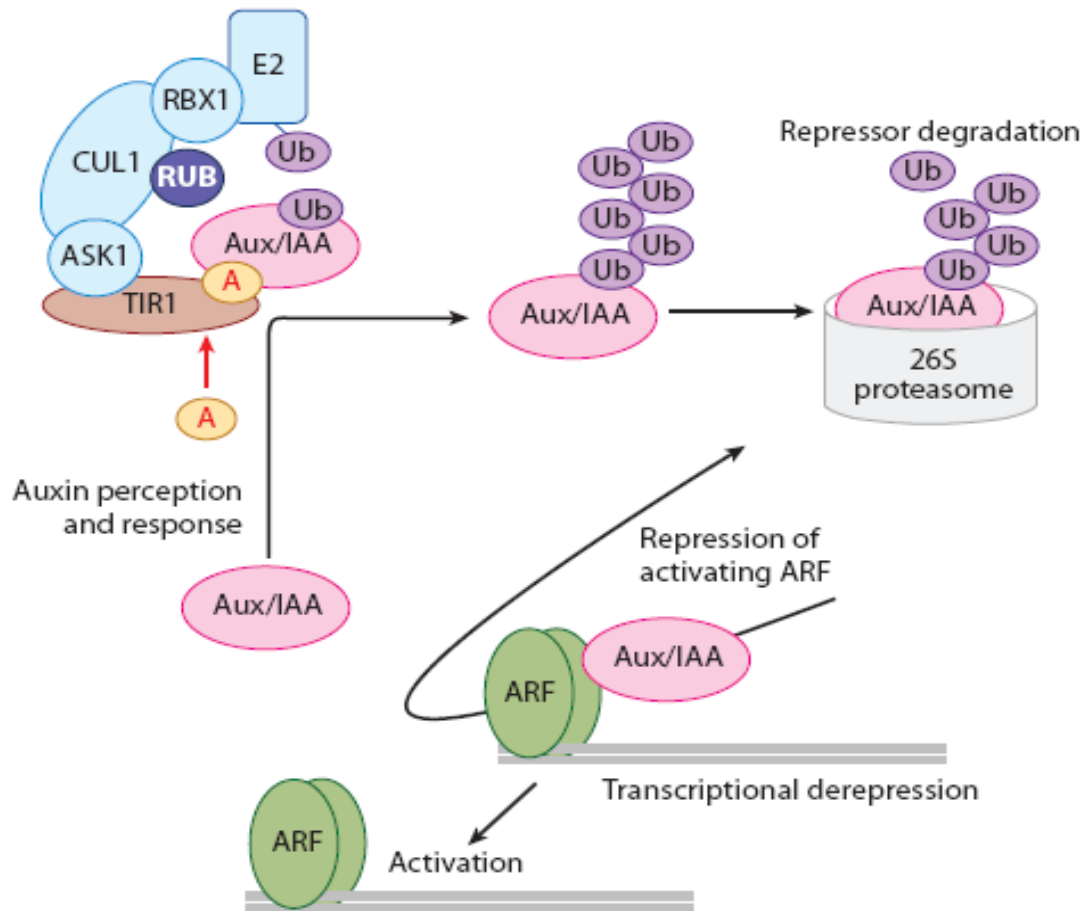 E2
RBX1
CUL1
RUB
Ub
Ub
Aux/IAA
ASK1
A
TIR1
A
Auxin perception
and response
Aux/IAA
Ub
Ub
Ub
Ub
Ub
Ub
Ub
Aux/IAA
Repressor degradation
Ub
Ub
Ub
Ub
Ub
Aux/IAA
26S
proteasome
Repression of
activating ARF
Aux/IAA
ARF
Transcriptional derepression
ARF
Activation